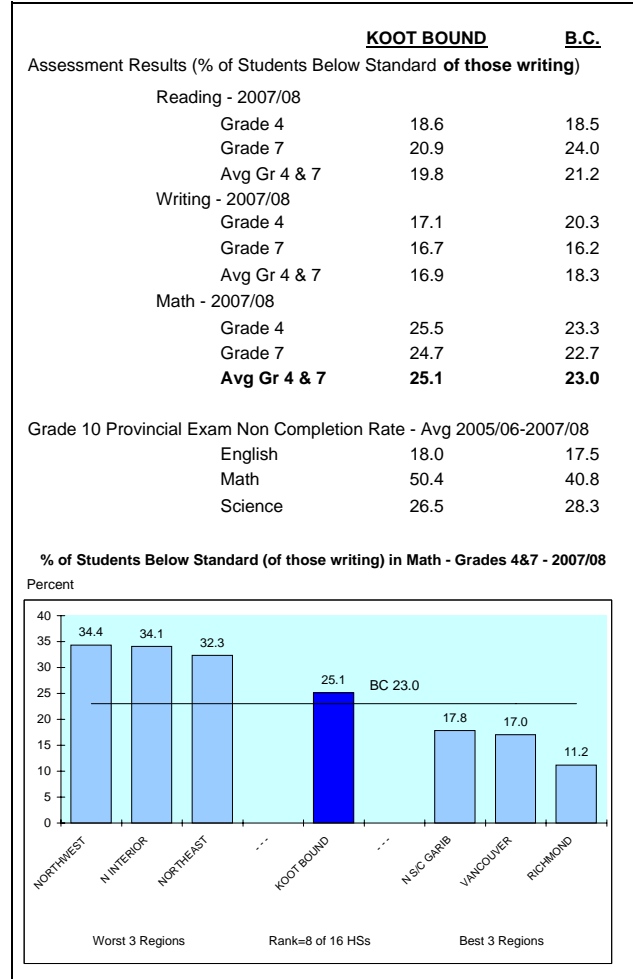 KOOT BOUND B.C.
Assessment Results (% of Students Below Standard of those writing)
Reading - 2007/08
Grade 4 18.6 18.5
Grade 7 20.9 24.0
Avg Gr 4 & 7 19.8 21.2
Writing - 2007/08
Grade 4 17.1 20.3
Grade 7 16.7 16.2
Avg Gr 4 & 7 16.9 18.3
Math - 2007/08
Grade 4 25.5 23.3
Grade 7 24.7 22.7
Avg Gr 4 & 7 25.1 23.0
Grade 10 Provincial Exam Non Completion Rate - Avg 2005/06-2007/08
English 18.0 17.5
Math 50.4 40.8
Science 26.5 28.3
% of Students Below Standard (of those writing) in Math - Grades 4&7 - 2007/08
Percent
40
35
30
25
20
15
10
5
0
34.4 34.1 32.3 25.1 BC 23.0 17.8 17.0 11.2
NORTHWEST N INTERIOR NORTHEAST - - - KOOT BOUND - - - N S/C GARIB VANCOUVER RICHMOND
Worst 3 Regions Rank=8 of 16 HSs Best 3 Regions